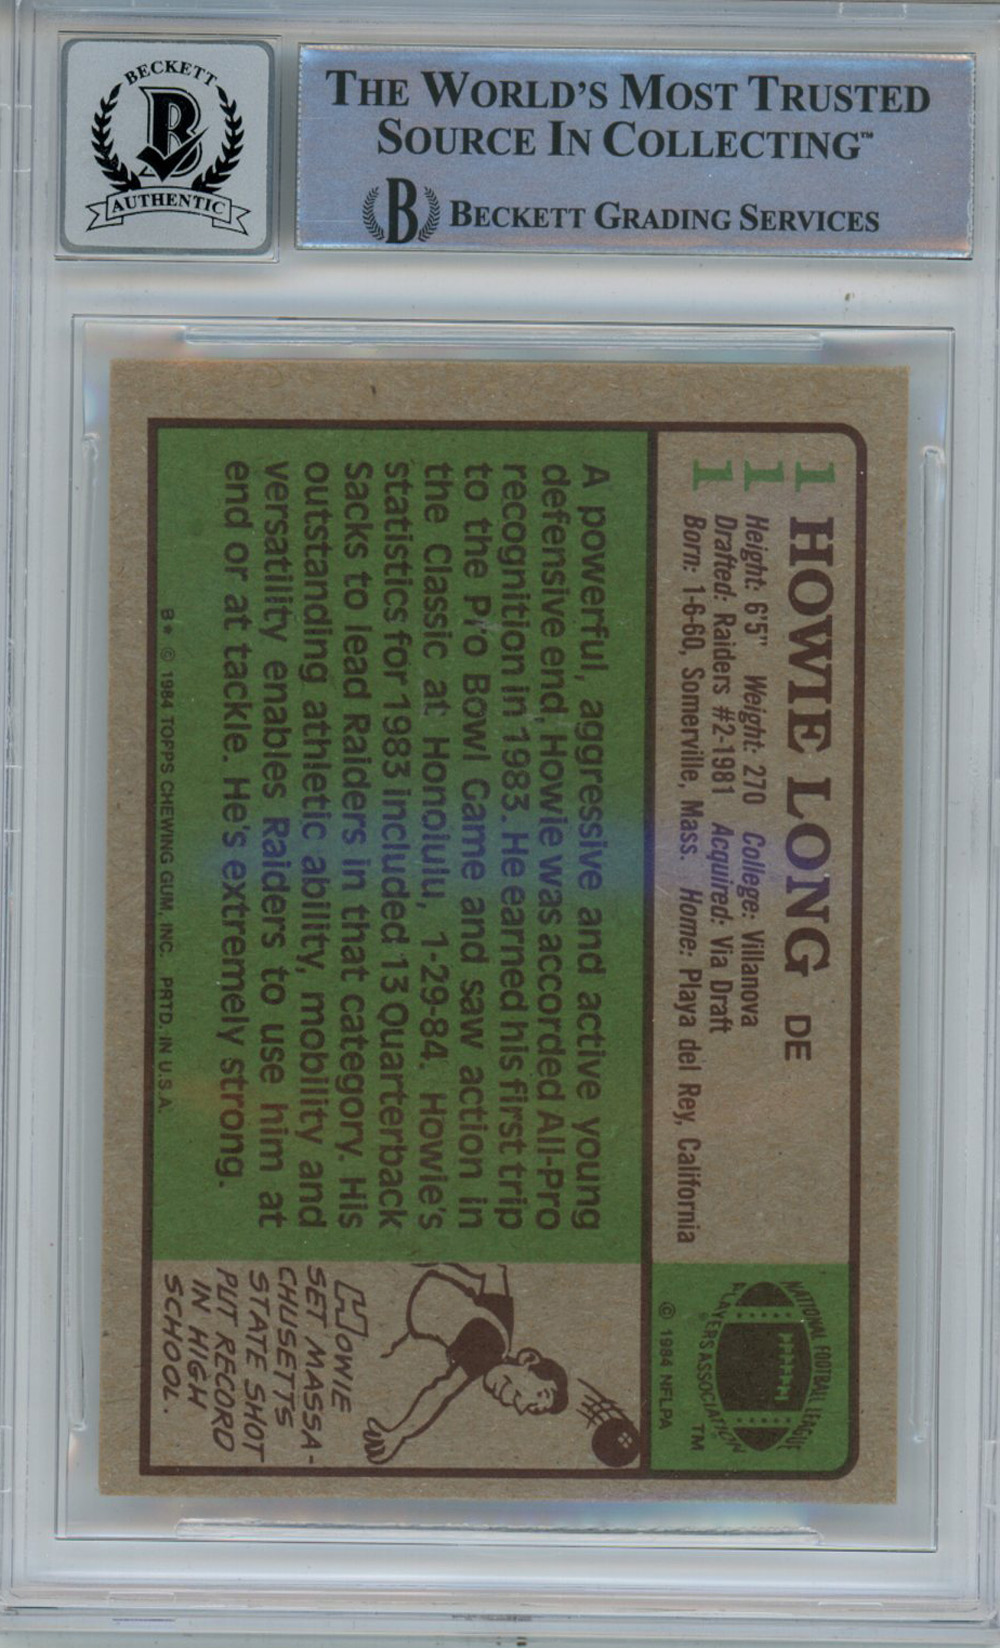 BECKETT
B
AUTHENTIC
THE WORLD'S MOST TRUSTED
SOURCE IN COLLECTING™
B BECKETT GRADING SERVICES
111
HOWIE LONG DE
Height: 6'5" Weight: 270 College: Villanova
Drafted: Raiders #2-1981 Acquired: Via Draft
Born: 1-6-60, Somerville, Mass. Home: Playa del Rey, California
NATIONAL FOOTBALL LEAGUE
PLAYERS ASSOCIATION
TM
© 1984 NFLPA
A powerful, aggressive and active young
defensive end, Howie was accorded All-Pro
recognition in 1983. He earned his first trip
to the Pro Bowl Game and saw action in
the Classic at Honolulu, 1-29-84. Howie's
statistics for 1983 included 13 Quarterback
Sacks to lead Raiders in that category. His
outstanding athletic ability, mobility and
versatility enables Raiders to use him at
end or at tackle. He's extremely strong.
HOWIE
SET MASSA-
CHUSETTS
STATE SHOT
PUT RECORD
IN HIGH
SCHOOL.
B* © 1984 TOPPS CHEWING GUM, INC. PRTD. IN U.S.A.